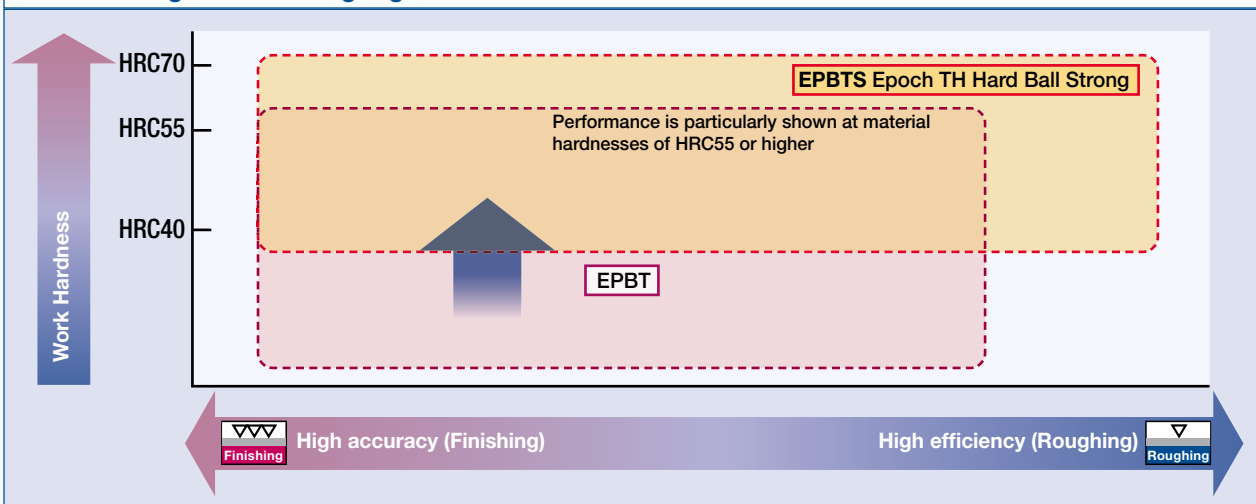 HRC70
EPBTS Epoch TH Hard Ball Strong
HRC55
Performance is particularly shown at material
hardnesses of HRC55 or higher
HRC40
EPBT
Work Hardness
High accuracy (Finishing)
Finishing
High efficiency (Roughing)
Roughing